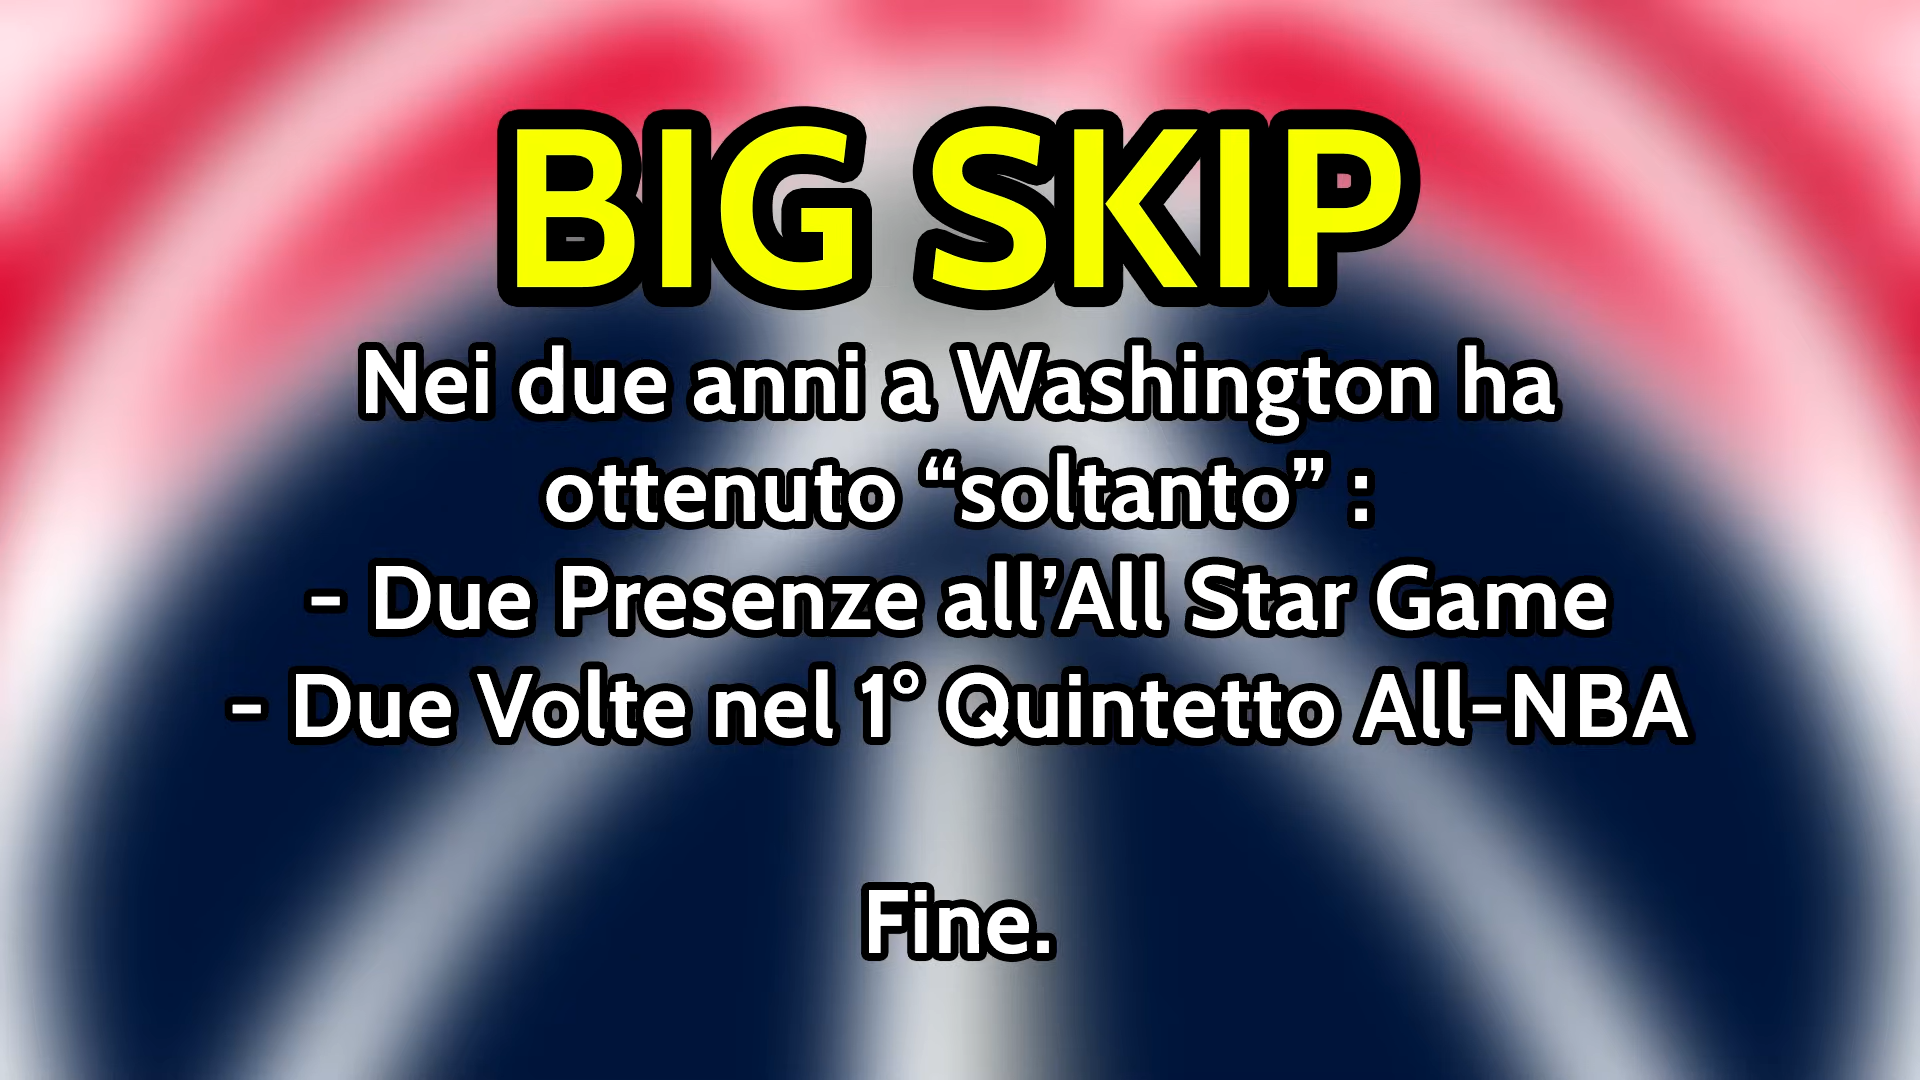 BIG SKIP
Nei due anni a Washington ha
ottenuto “soltanto” :
- Due Presenze all’All Star Game
- Due Volte nel 1° Quintetto All-NBA
Fine.